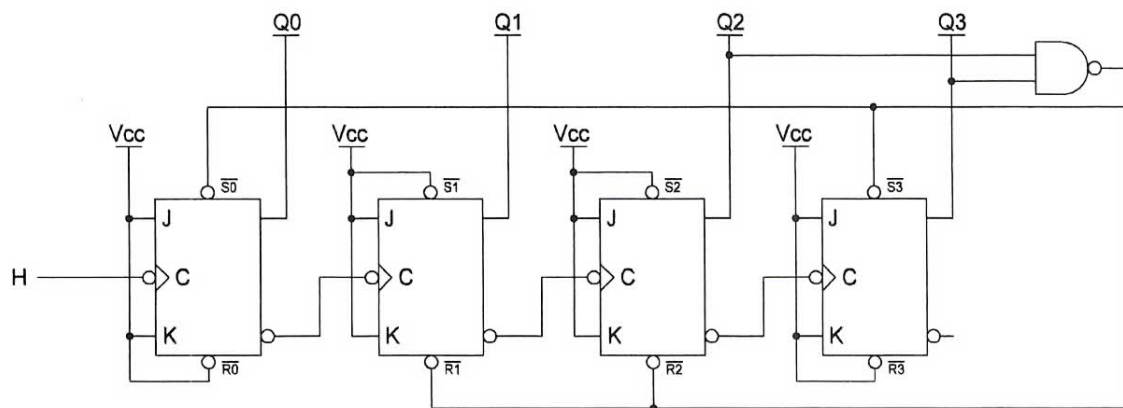 Q0 Q1 Q2 Q3
Vcc Vcc Vcc Vcc
S0 S1 S2 S3
J J J J
H C C C C
K K K K
R0 R1 R2 R3